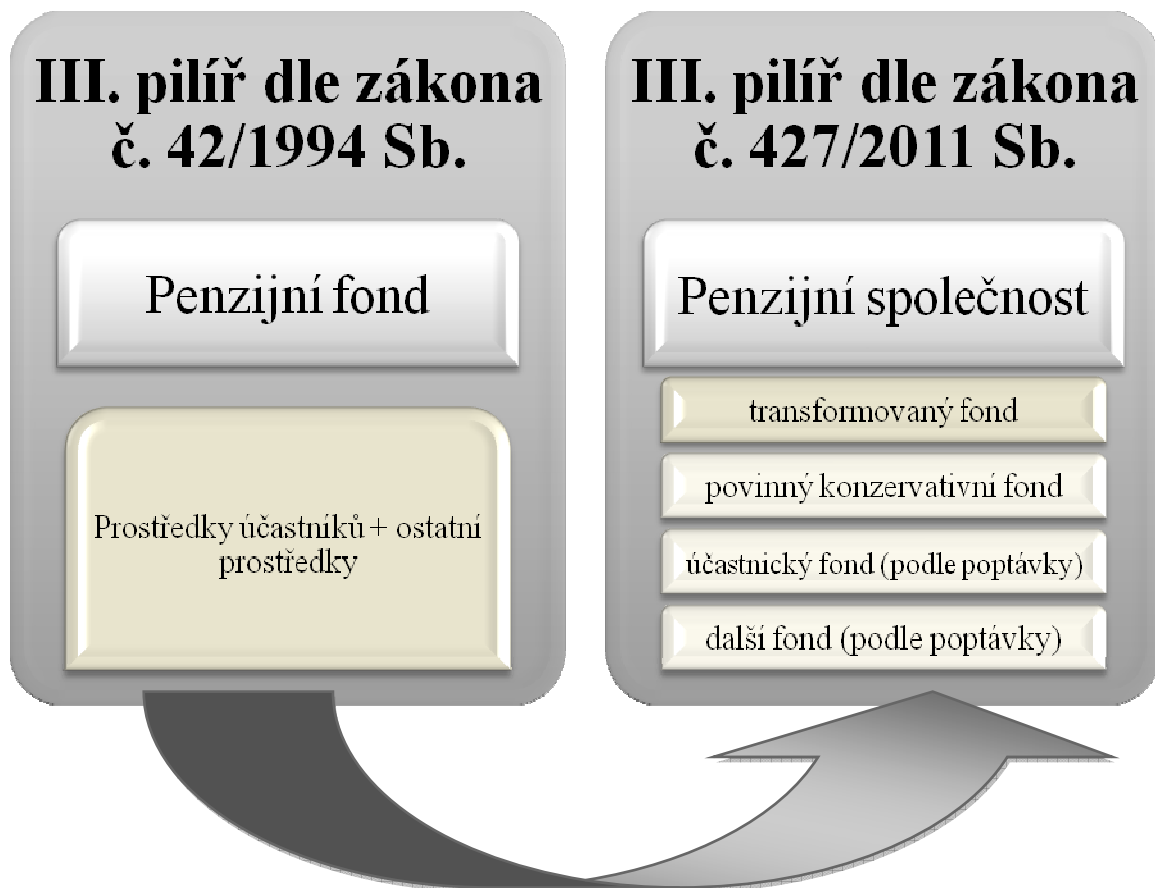 III. pilíř dle zákona
č. 42/1994 Sb.
Penzijní fond
Prostředky účastníků + ostatní
prostředky
III. pilíř dle zákona
č. 427/2011 Sb.
Penzijní společnost
transformovaný fond
povinný konzervativní fond
účastnický fond (podle poptávky)
další fond (podle poptávky)